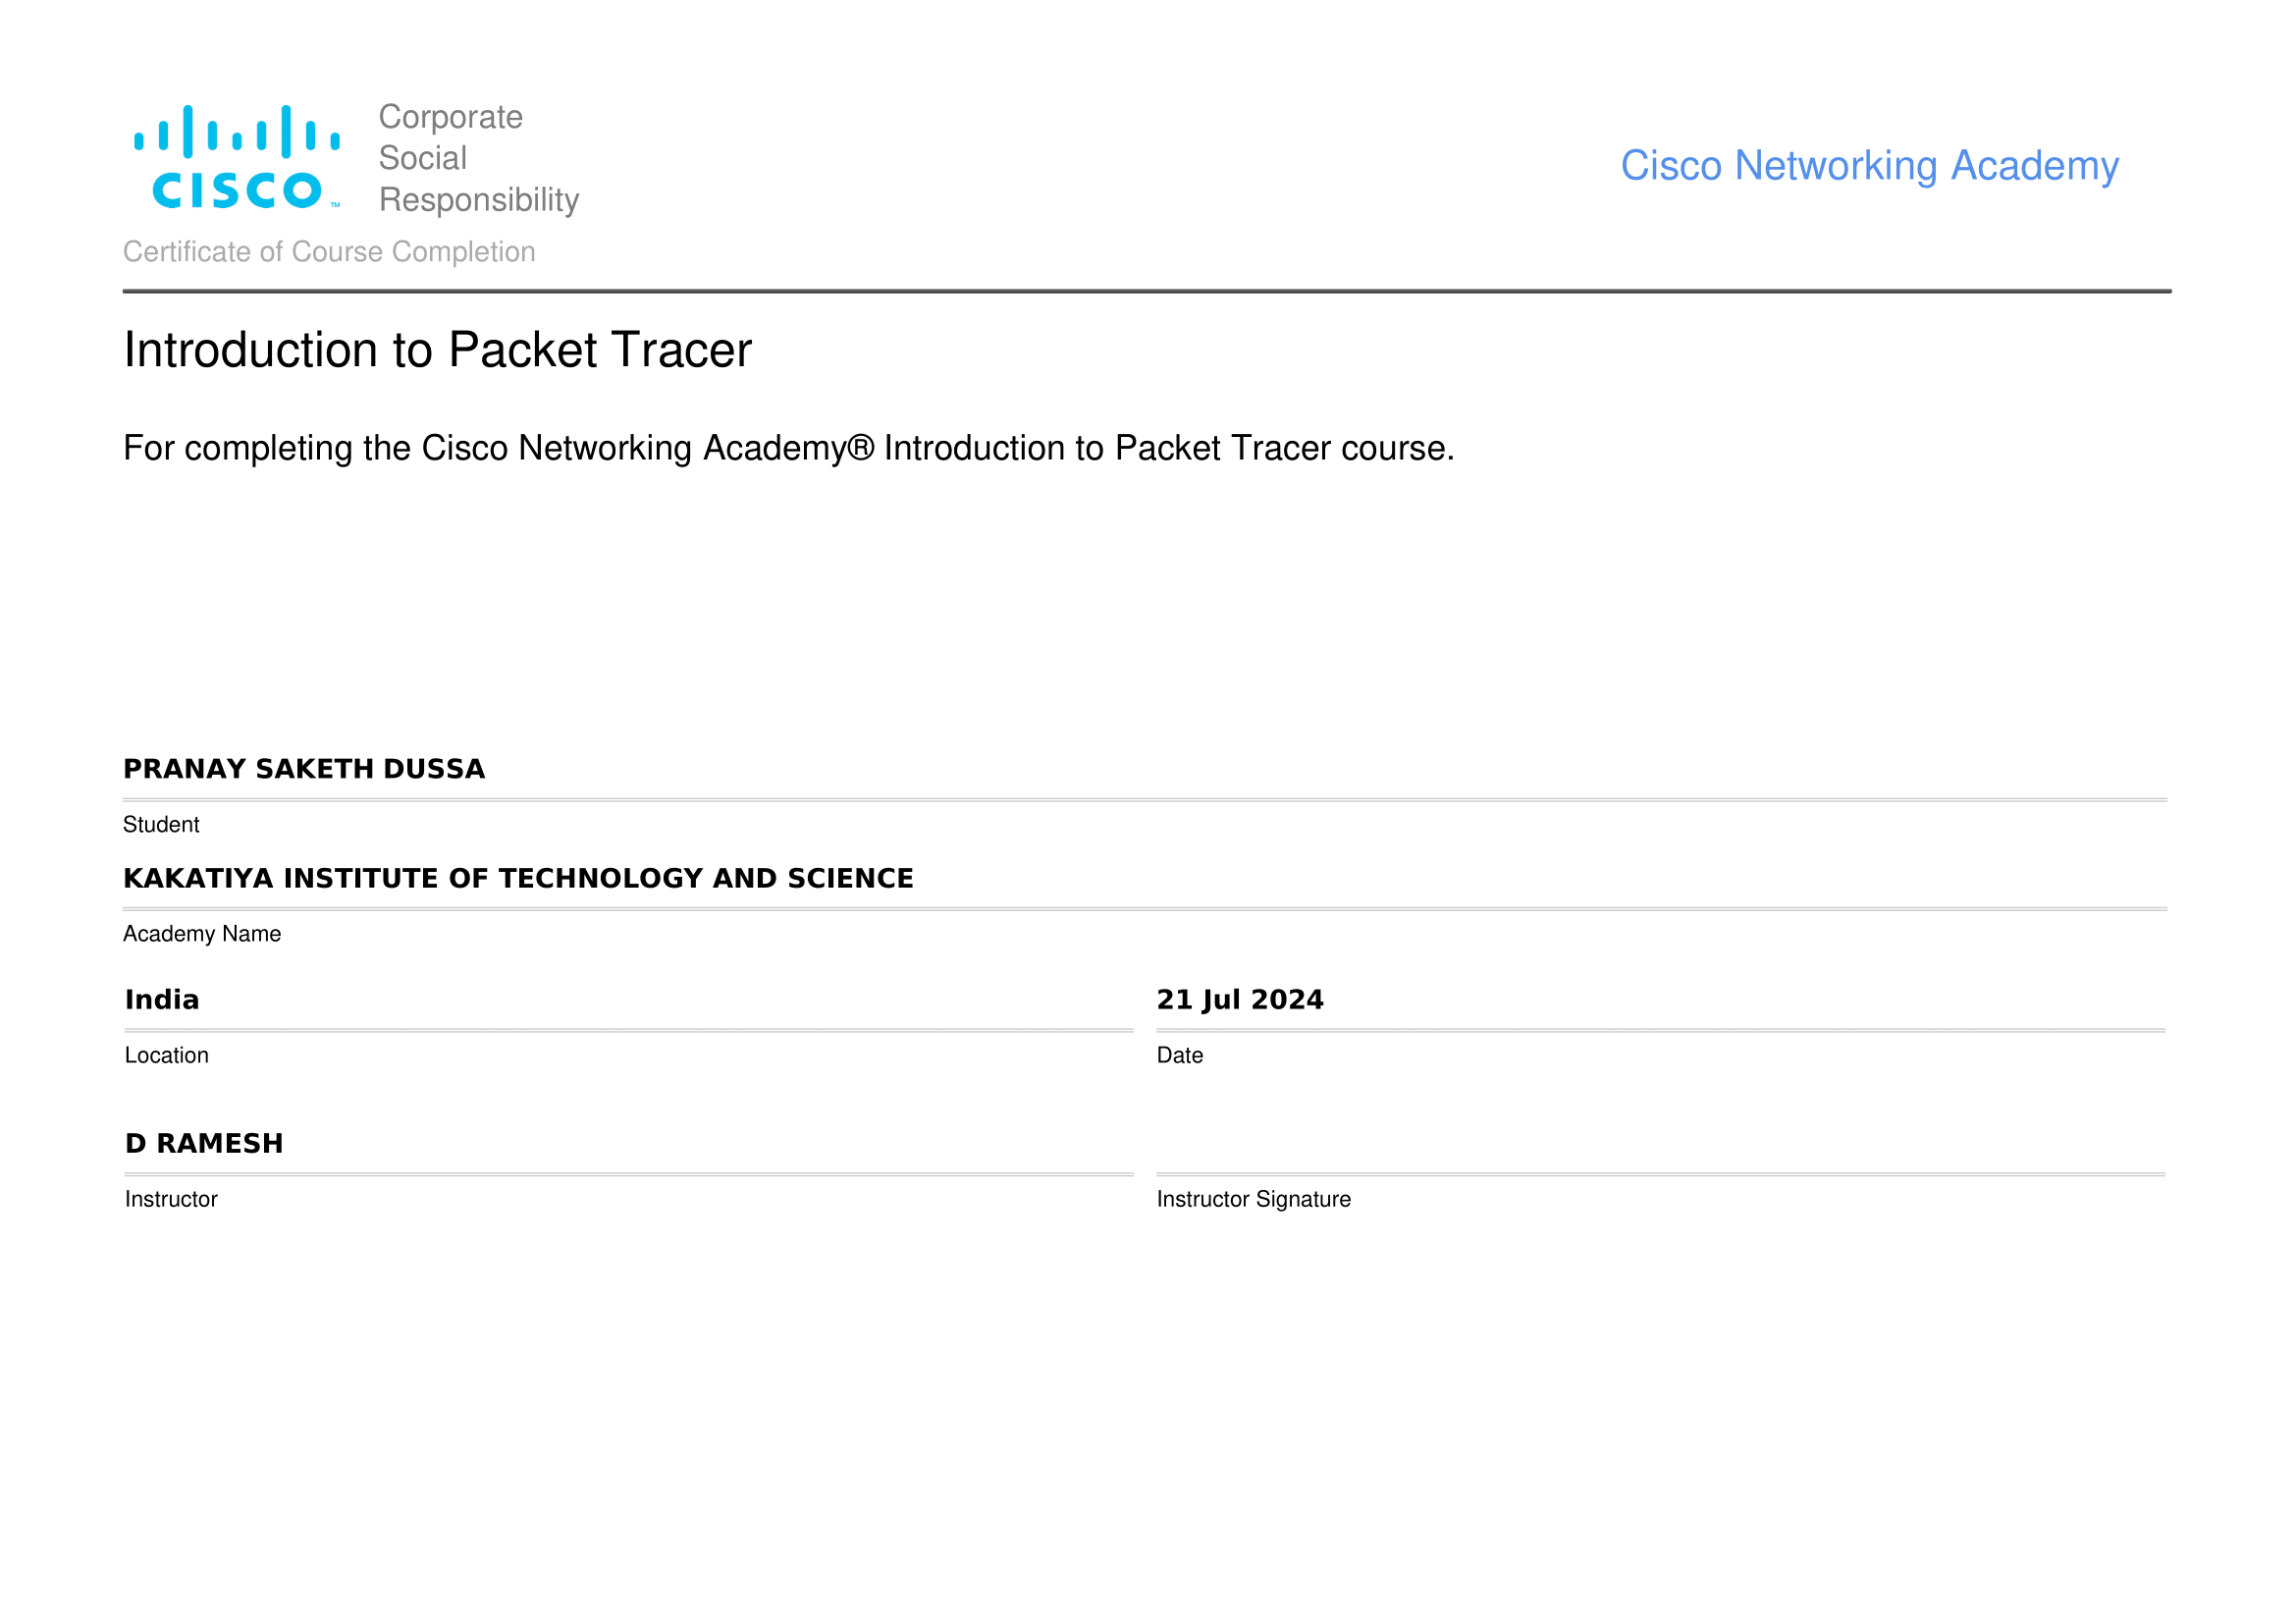 Corporate
Social
Responsibility
CISCO™
Cisco Networking Academy
Certificate of Course Completion
Introduction to Packet Tracer
For completing the Cisco Networking Academy® Introduction to Packet Tracer course.
PRANAY SAKETH DUSSA
Student
KAKATIYA INSTITUTE OF TECHNOLOGY AND SCIENCE
Academy Name
India
21 Jul 2024
Location
Date
D RAMESH
Instructor
Instructor Signature